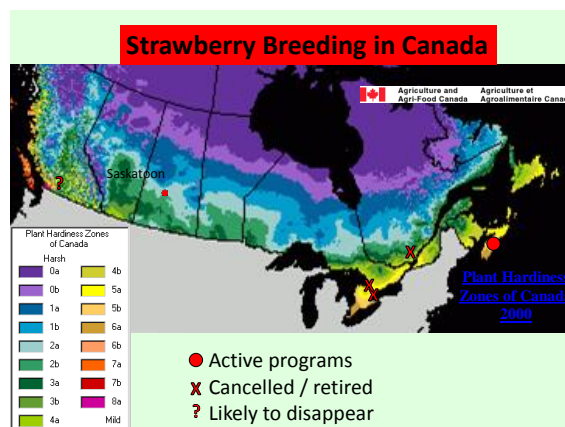 Strawberry Breeding in Canada
Agriculture and Agriculture et
Agri-Food Canada Agroalimentaire Cana
Saskatoon
?
X
X
X
Plant Hardiness Zones
of Canada
Harsh
0a 4b
0b 5a
1a 5b
1b 6a
2a 6b
2b 7a
3a 7b
3b 8a
4a Mild
Plant Hardiness
Zones of Canad
2000
Active programs
X Cancelled / retired
? Likely to disappear